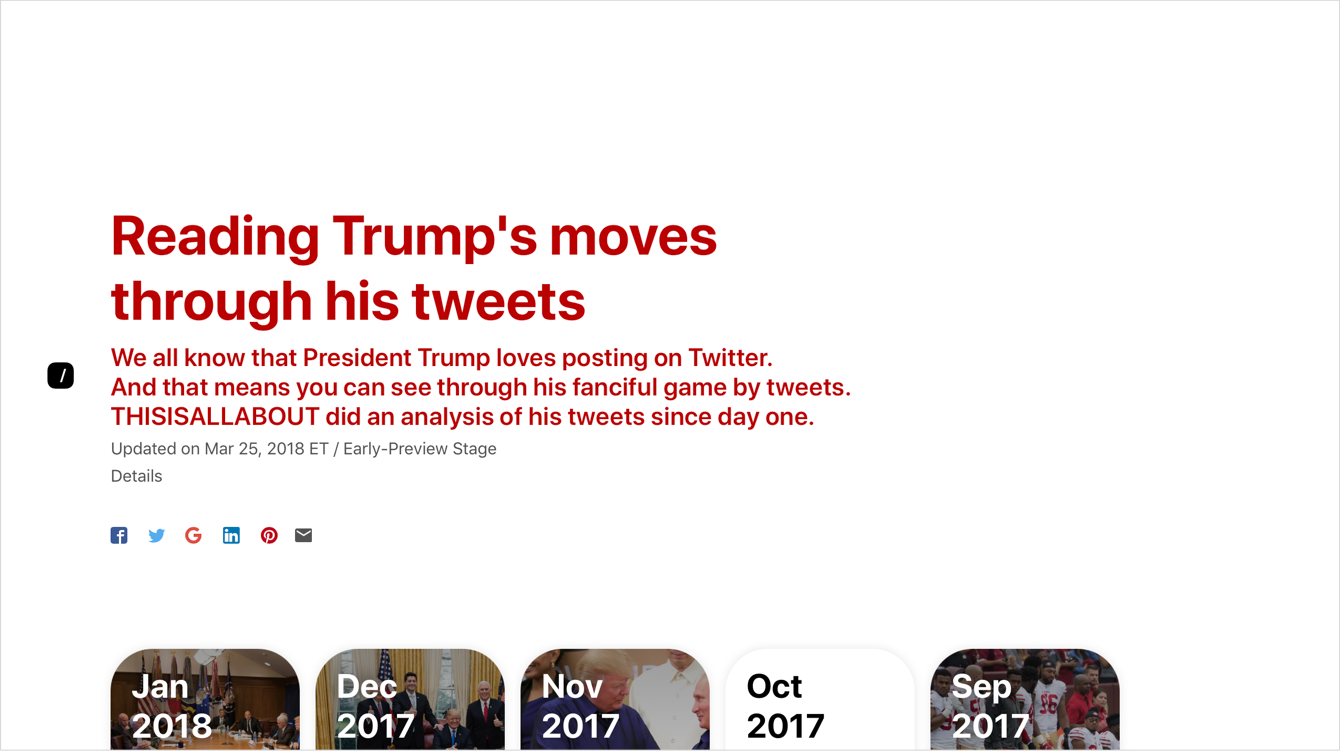 Reading Trump's moves
through his tweets
We all know that President Trump loves posting on Twitter.
And that means you can see through his fanciful game by tweets.
/
THISISALLABOUT did an analysis of his tweets since day one.
Updated on Mar 25, 2018 ET / Early-Preview Stage
Details
Jan
2018
Dec
2017
Nov
2017
Oct
2017
Sep
2017